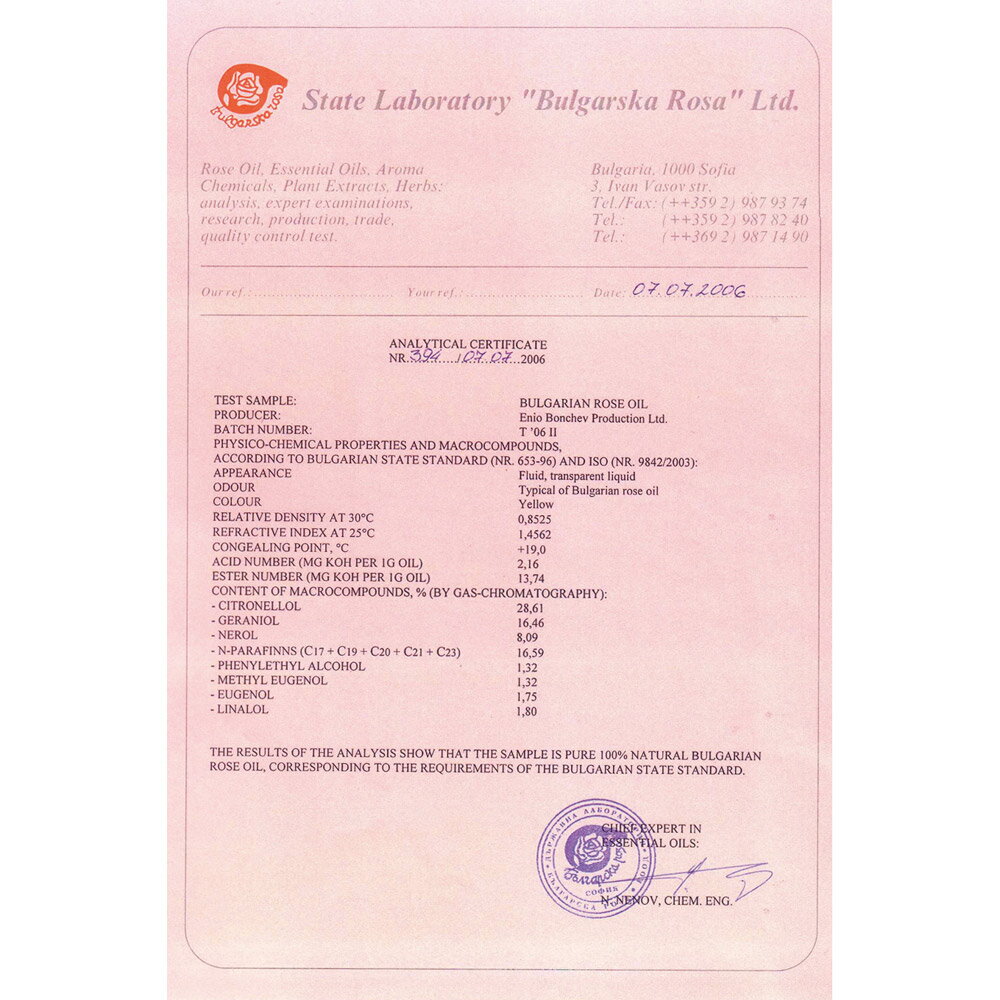 Bulgarska rosa
State Laboratory "Bulgarska Rosa" Ltd.
Rose Oil, Essential Oils, Aroma
Chemicals, Plant Extracts, Herbs:
analysis, expert examinations,
research, production, trade,
quality control test.
Bulgaria, 1000 Sofia
3, Ivan Vasov str.
Tel./Fax: (++359 2) 987 93 74
Tel.: (++359 2) 987 82 40
Tel.: (++369 2) 987 14 90
Our ref.: Your ref.: Date: 07.07.2006
ANALYTICAL CERTIFICATE
NR. 394 / 07.07. 2006
TEST SAMPLE: BULGARIAN ROSE OIL
PRODUCER: Enio Bonchev Production Ltd.
BATCH NUMBER: T '06 II
PHYSICO-CHEMICAL PROPERTIES AND MACROCOMPOUNDS,
ACCORDING TO BULGARIAN STATE STANDARD (NR. 653-96) AND ISO (NR. 9842/2003):
APPEARANCE Fluid, transparent liquid
ODOUR Typical of Bulgarian rose oil
COLOUR Yellow
RELATIVE DENSITY AT 30°C 0,8525
REFRACTIVE INDEX AT 25°C 1,4562
CONGEALING POINT, °C +19,0
ACID NUMBER (MG KOH PER 1G OIL) 2,16
ESTER NUMBER (MG KOH PER 1G OIL) 13,74
CONTENT OF MACROCOMPOUNDS, % (BY GAS-CHROMATOGRAPHY):
- CITRONELLOL 28,61
- GERANIOL 16,46
- NEROL 8,09
- N-PARAFINNS (C17 + C19 + C20 + C21 + C23) 16,59
- PHENYLETHYL ALCOHOL 1,32
- METHYL EUGENOL 1,32
- EUGENOL 1,75
- LINALOL 1,80
THE RESULTS OF THE ANALYSIS SHOW THAT THE SAMPLE IS PURE 100% NATURAL BULGARIAN
ROSE OIL, CORRESPONDING TO THE REQUIREMENTS OF THE BULGARIAN STATE STANDARD.
CHIEF EXPERT IN
ESSENTIAL OILS:
N. NENOV, CHEM. ENG.
ДЪРЖАВНА ЛАБОРАТОРИЯ
БЪЛГАРСКА РОЗА
ООД
Българска роза
СОФИЯ